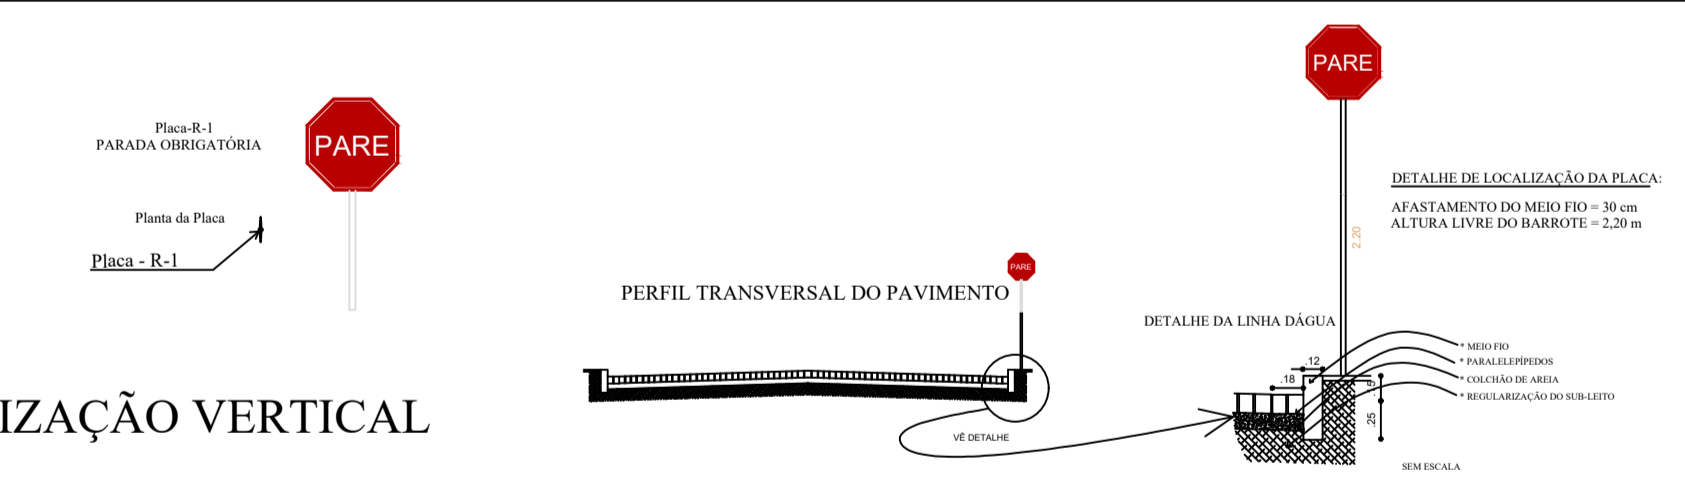 Placa-R-1
PARADA OBRIGATÓRIA
PARE
Planta da Placa
Placa - R-1
IZAÇÃO VERTICAL
PERFIL TRANSVERSAL DO PAVIMENTO
PARE
VÊ DETALHE
PARE
DETALHE DE LOCALIZAÇÃO DA PLACA:
AFASTAMENTO DO MEIO FIO = 30 cm
ALTURA LIVRE DO BARROTE = 2,20 m
2.20
DETALHE DA LINHA DÁGUA
.12
.18
* MEIO FIO
* PARALELEPÍPEDOS
* COLCHÃO DE AREIA
* REGULARIZAÇÃO DO SUB-LEITO
.25
SEM ESCALA